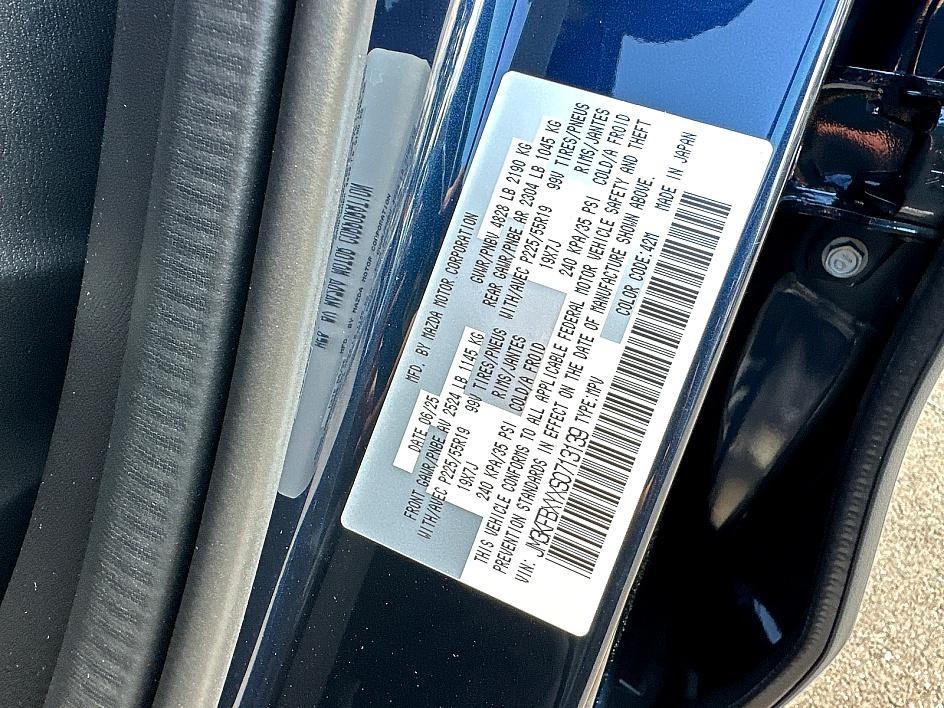 MFD. BY MAZDA MOTOR CORPORATION
DATE 06/25 GVWR/PNBV 4828 LB 2190 KG
FRONT GAWR/PNBE AV 2524 LB 1145 KG REAR GAWR/PNBE AR 2304 LB 1045 KG
WITH/AVEC P225/55R19 99V TIRES/PNEUS WITH/AVEC P225/55R19 99V TIRES/PNEUS
19X7J RIMS/JANTES 19X7J RIMS/JANTES
240 KPA/35 PSI COLD/A FROID 240 KPA/35 PSI COLD/A FROID
THIS VEHICLE CONFORMS TO ALL APPLICABLE FEDERAL MOTOR VEHICLE SAFETY AND THEFT
PREVENTION STANDARDS IN EFFECT ON THE DATE OF MANUFACTURE SHOWN ABOVE.
VIN: JM3KFBXXXS0713139 TYPE:MPV COLOR CODE:42M MADE IN JAPAN